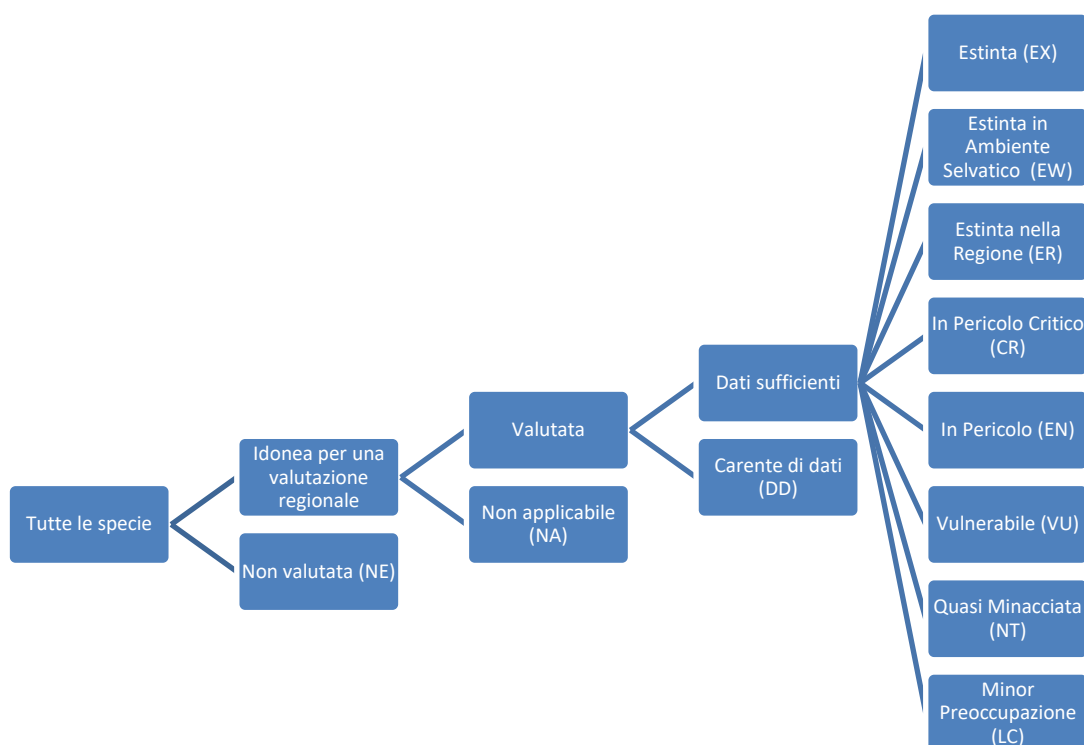 Tutte le specie
Idonea per una
valutazione
regionale
Non valutata (NE)
Valutata
Non applicabile
(NA)
Dati sufficienti
Carente di dati
(DD)
Estinta (EX)
Estinta in
Ambiente
Selvatico (EW)
Estinta nella
Regione (ER)
In Pericolo Critico
(CR)
In Pericolo (EN)
Vulnerabile (VU)
Quasi Minacciata
(NT)
Minor
Preoccupazione
(LC)